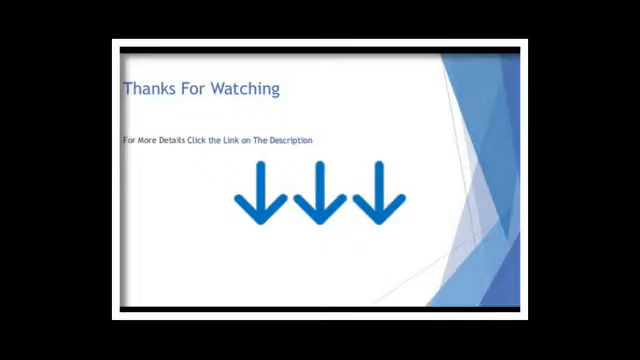 Thanks For Watching
For More Details Click the Link on The Description